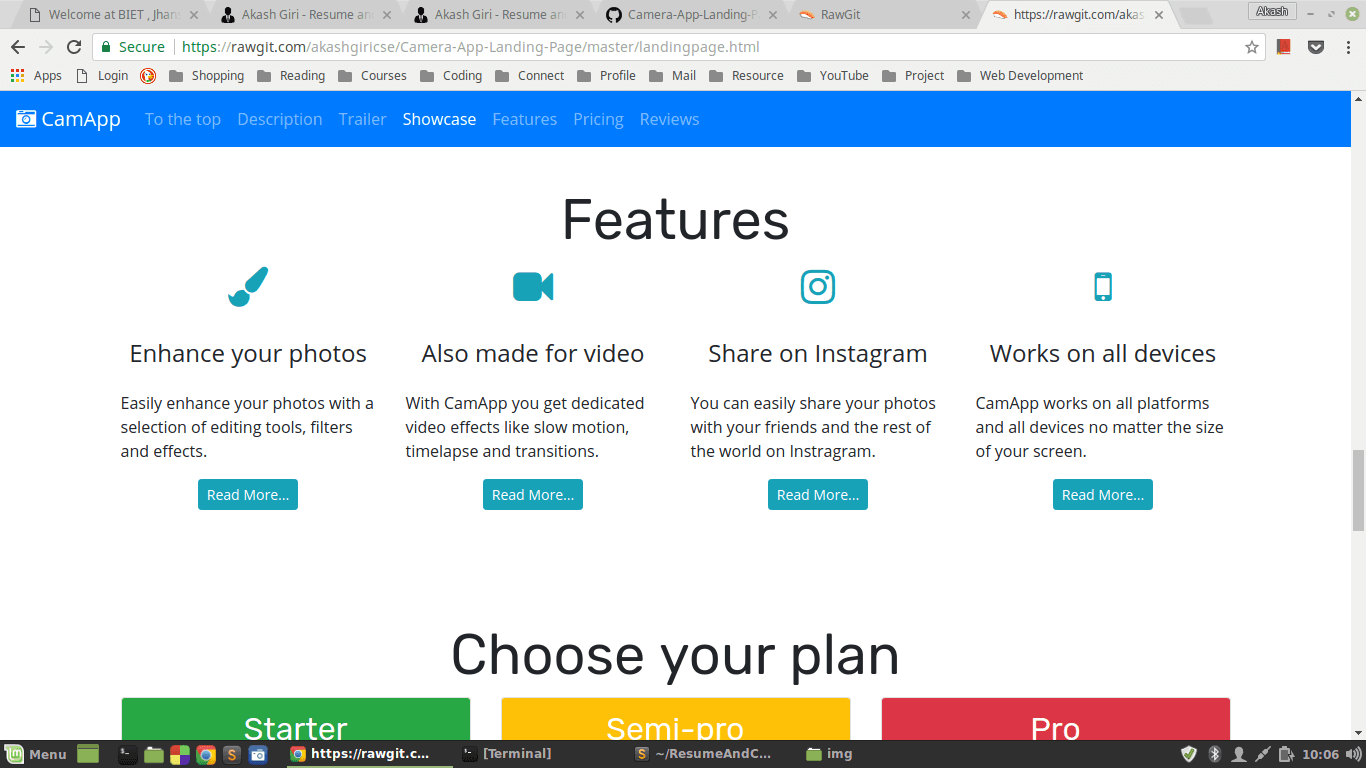 Welcome at BIET , Jhan
Akash Giri - Resume an
Akash Giri - Resume an
Camera-App-Landing-P
RawGit
https://rawgit.com/akas
Akash
Secure
https://rawgit.com/akashgiricse/Camera-App-Landing-Page/master/landingpage.html
Apps
Login
Shopping
Reading
Courses
Coding
Connect
Profile
Mail
Resource
YouTube
Project
Web Development
CamApp
To the top
Description
Trailer
Showcase
Features
Pricing
Reviews
Features
Enhance your photos
Easily enhance your photos with a
selection of editing tools, filters
and effects.
Read More...
Also made for video
With CamApp you get dedicated
video effects like slow motion,
timelapse and transitions.
Read More...
Share on Instagram
You can easily share your photos
with your friends and the rest of
the world on Instragram.
Read More...
Works on all devices
CamApp works on all platforms
and all devices no matter the size
of your screen.
Read More...
Choose your plan
Starter
Semi-pro
Pro
Menu
https://rawgit.c...
[Terminal]
~/ResumeAndC...
img
10:06